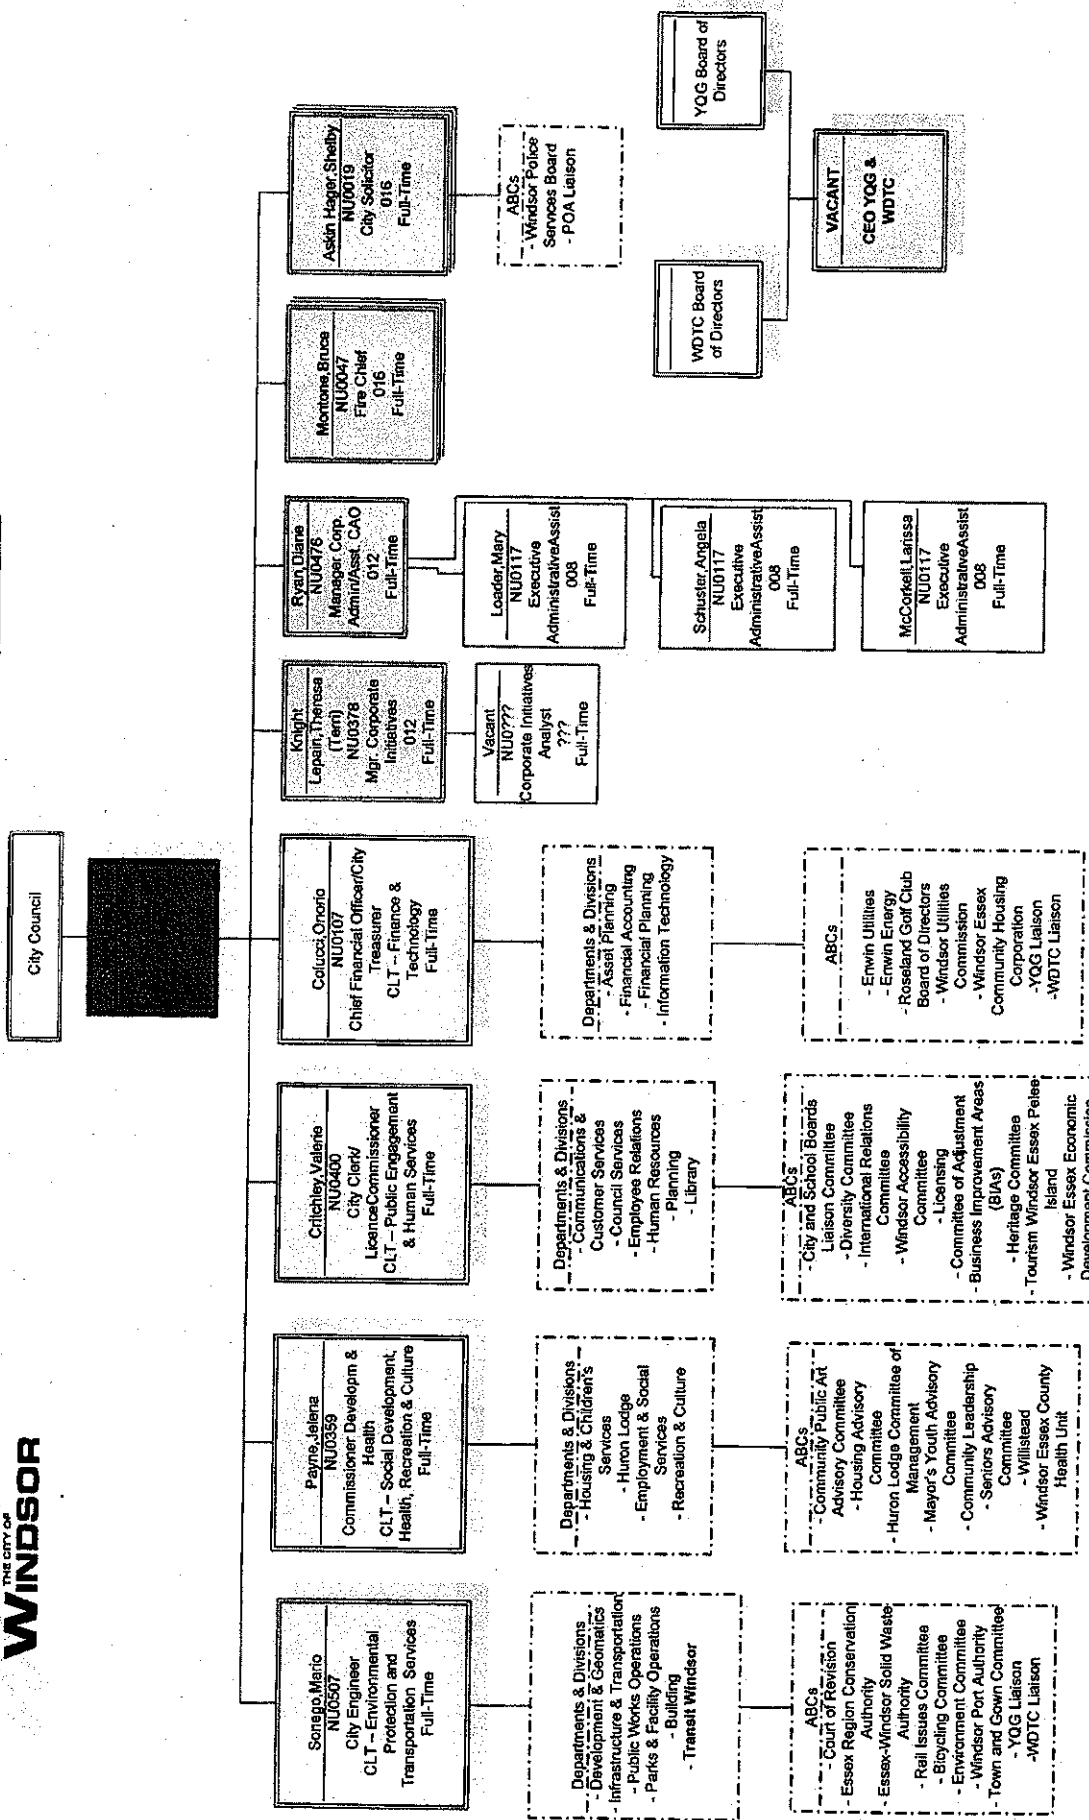 THE CITY OF
WINDSOR
City Council
Sonego,Mario
NU0507
City Engineer
CLT – Environmental
Protection and
Transportation Services
Full-Time
Departments & Divisions
- Development & Geomatics
- Infrastructure & Transportation
- Public Works Operations
- Parks & Facility Operations
- Building
- Transit Windsor
ABCs
- Court of Revision
- Essex Region Conservation
Authority
- Essex-Windsor Solid Waste
Authority
- Rail Issues Committee
- Bicycling Committee
- Environment Committee
- Windsor Port Authority
- Town and Gown Committee
- YQG Liaison
-WDTC Liaison
Payne,Jelena
NU0359
Commissioner Developm &
Health
CLT – Social Development,
Health, Recreation & Culture
Full-Time
Departments & Divisions
- Housing & Children's
Services
- Huron Lodge
- Employment & Social
Services
- Recreation & Culture
ABCs
- Community Public Art
Advisory Committee
- Housing Advisory
Committee
- Huron Lodge Committee of
Management
- Mayor's Youth Advisory
Committee
- Community Leadership
- Seniors Advisory
Committee
- Willistead
- Windsor Essex County
Health Unit
Critchley,Valerie
NU0400
City Clerk/
LicenceCommissioner
CLT – Public Engagement
& Human Services
Full-Time
Departments & Divisions
- Communications &
Customer Services
- Council Services
- Employee Relations
- Human Resources
- Planning
- Library
ABCs
- City and School Boards
Liaison Committee
- Diversity Committee
- International Relations
Committee
- Windsor Accessibility
Committee
- Licensing
- Committee of Adjustment
- Business Improvement Areas
(BIAs)
- Heritage Committee
- Tourism Windsor Essex Pelee
Island
- Windsor Essex Economic
Development Commission
Colucci,Onorio
NU0107
Chief Financial Officer/City
Treasurer
CLT – Finance &
Technology
Full-Time
Departments & Divisions
- Asset Planning
- Financial Accounting
- Financial Planning
- Information Technology
ABCs
- Enwin Utilities
- Enwin Energy
- Roseland Golf Club
Board of Directors
- Windsor Utilities
Commission
- Windsor Essex
Community Housing
Corporation
-YQG Liaison
-WDTC Liaison
Knight
Lepain,Theresa
(Terri)
NU0378
Mgr. Corporate
Initiatives
012
Full-Time
Vacant
NU0???
Corporate Initiatives
Analyst
???
Full-Time
Ryan,Diane
NU0476
Manager Corp.
Admin/Asst. CAO
012
Full-Time
Loader,Mary
NU0117
Executive
AdministrativeAssist
008
Full-Time
Schuster,Angela
NU0117
Executive
AdministrativeAssist
008
Full-Time
McCorkell,Larissa
NU0117
Executive
AdministrativeAssist
008
Full-Time
Montone,Bruce
NU0047
Fire Chief
016
Full-Time
Askin Hager,Shelby
NU0019
City Solicitor
016
Full-Time
ABCs
- Windsor Police
Services Board
- POA Liaison
WDTC Board
of Directors
YQG Board of
Directors
VACANT
CEO YQG &
WDTC